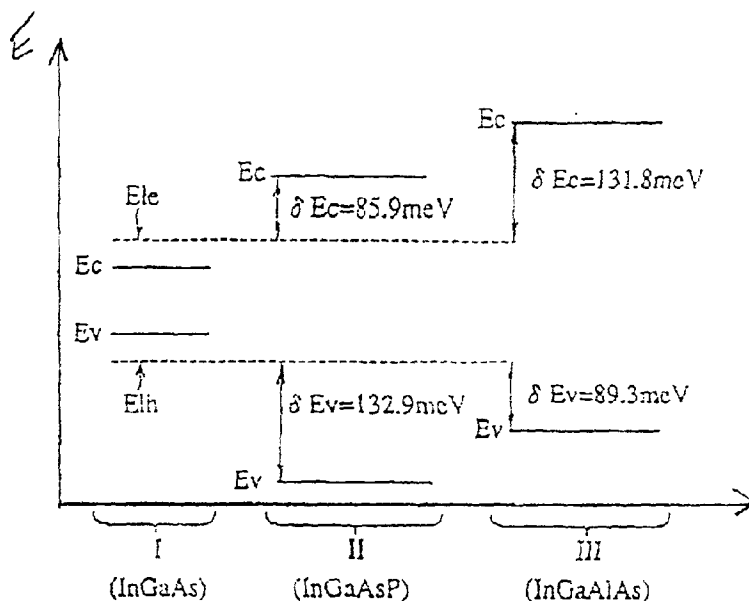 E
Ec
Ec
δ Ec=131.8meV
Ele
δ Ec=85.9meV
Ec
Ev
Elh
δ Ev=132.9meV
δ Ev=89.3meV
Ev
Ev
I
II
III
(InGaAs)
(InGaAsP)
(InGaAlAs)